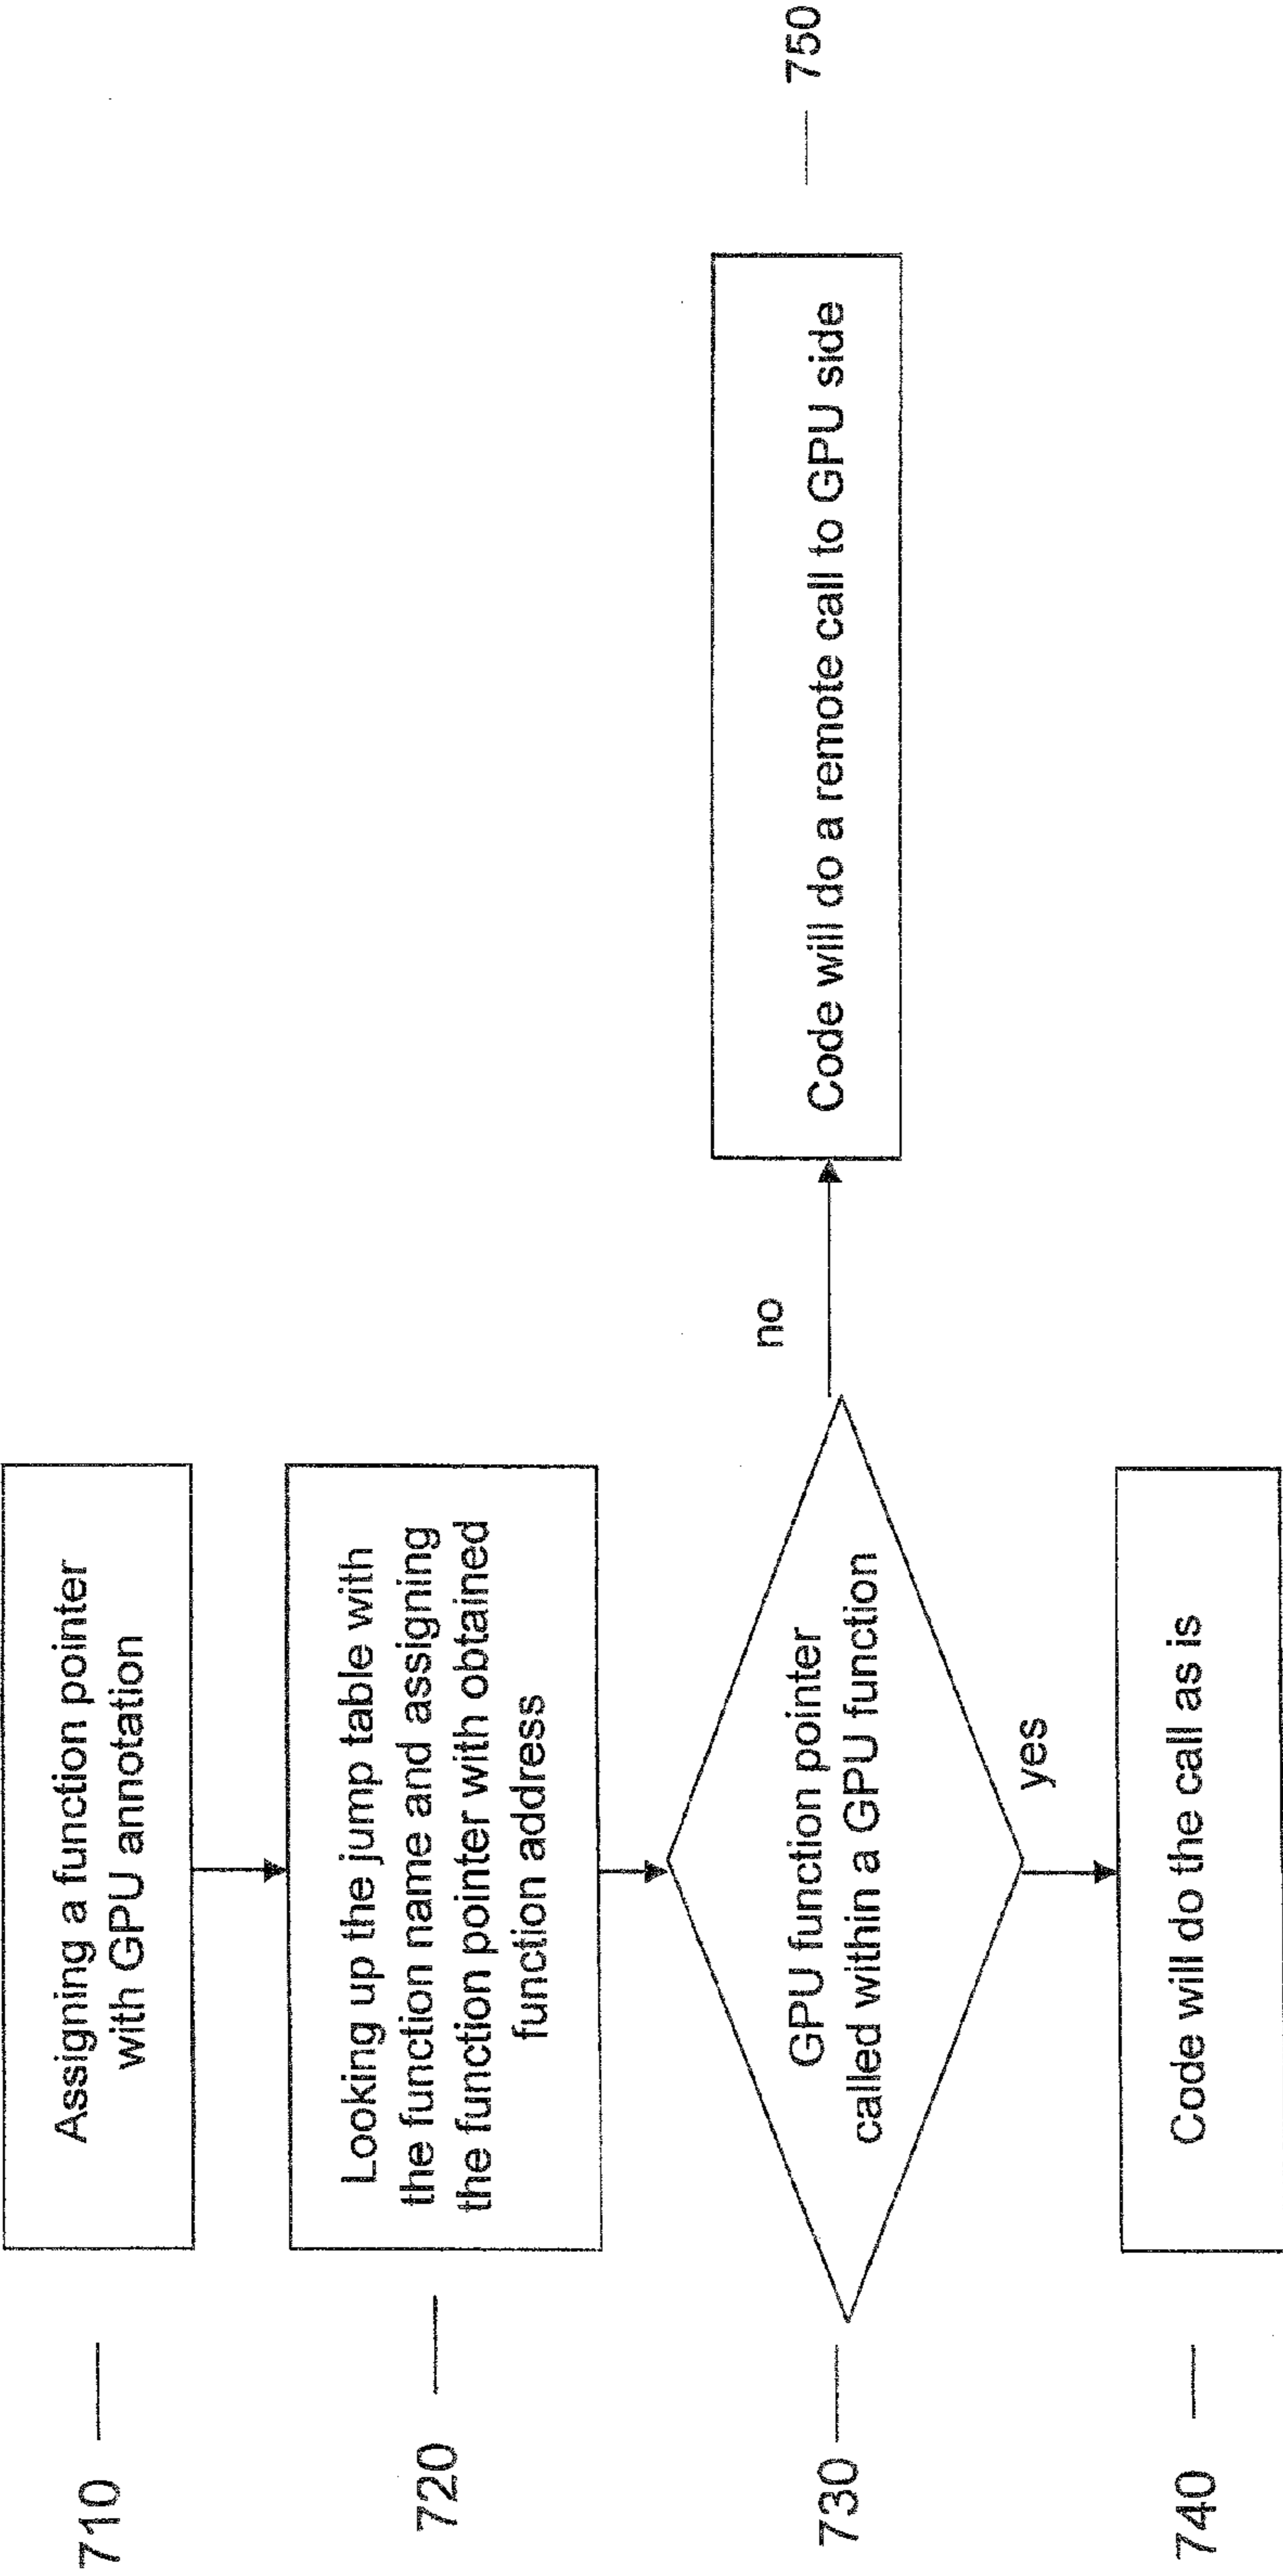 710
Assigning a function pointer
with GPU annotation
720
Looking up the jump table with
the function name and assigning
the function pointer with obtained
function address
730
GPU function pointer
called within a GPU function
no
Code will do a remote call to GPU side
750
yes
740
Code will do the call as is